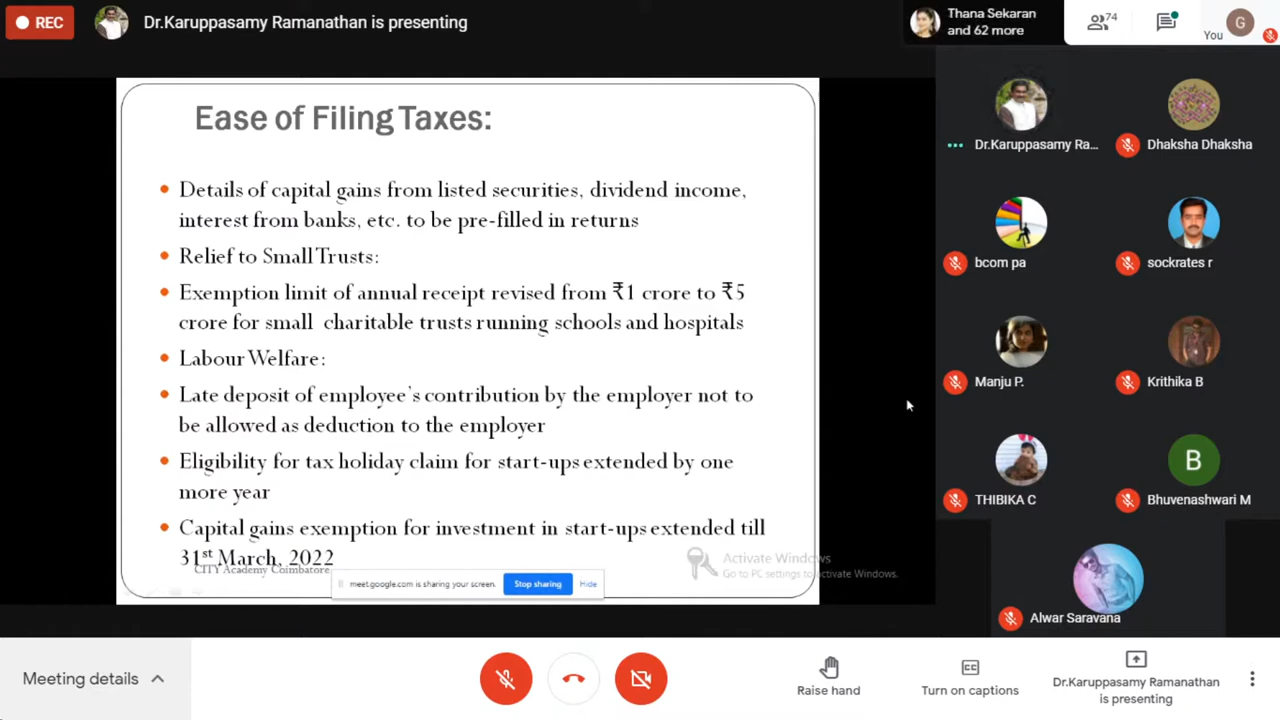 REC
Dr.Karuppasamy Ramanathan is presenting
Thana Sekaran
and 62 more
74
You
G
Ease of Filing Taxes:
Details of capital gains from listed securities, dividend income,
interest from banks, etc. to be pre-filled in returns
Relief to Small Trusts:
Exemption limit of annual receipt revised from ₹1 crore to ₹5
crore for small charitable trusts running schools and hospitals
Labour Welfare:
Late deposit of employee's contribution by the employer not to
be allowed as deduction to the employer
Eligibility for tax holiday claim for start-ups extended by one
more year
Capital gains exemption for investment in start-ups extended till
31st March, 2022
CITY Academy Coimbatore
Activate Windows
Go to PC settings to activate Windows.
meet.google.com is sharing your screen.
Stop sharing
Hide
Dr.Karuppasamy Ra...
Dhaksha Dhaksha
bcom pa
sockrates r
Manju P.
Krithika B
THIBIKA C
B
Bhuvenashwari M
Alwar Saravana
Meeting details
Raise hand
CC
Turn on captions
Dr.Karuppasamy Ramanathan
is presenting